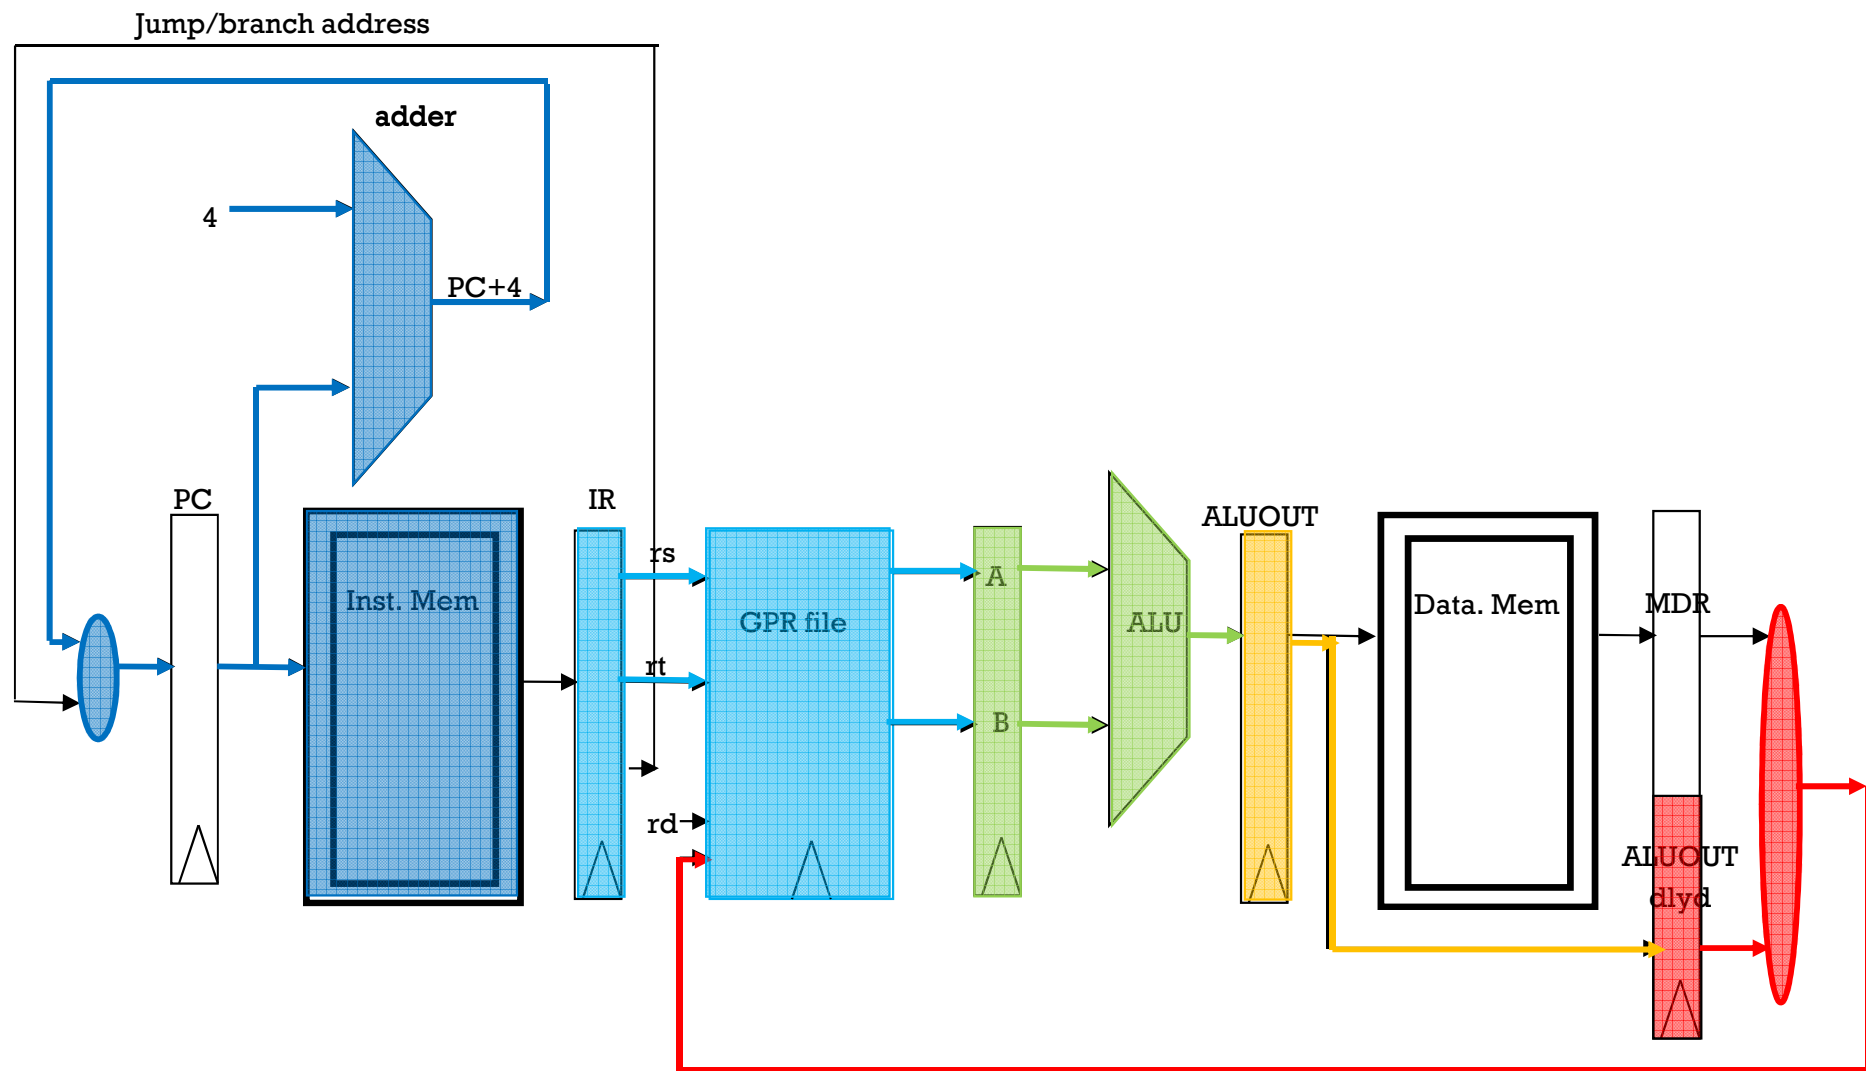 Jump/branch address
adder
4
PC+4
PC
IR
ALUOUT
rs
A
Inst. Mem
GPR file
ALU
Data. Mem
MDR
rt
B
rd
ALUOUT
dlyd